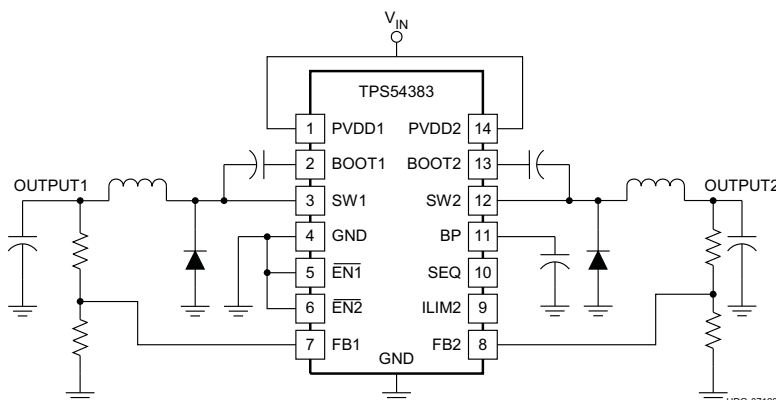 VIN
TPS54383
1 PVDD1 PVDD2 14
2 BOOT1 BOOT2 13
OUTPUT1 OUTPUT2
3 SW1 SW2 12
4 GND BP 11
5 EN1 SEQ 10
6 EN2 ILIM2 9
7 FB1 FB2 8
GND